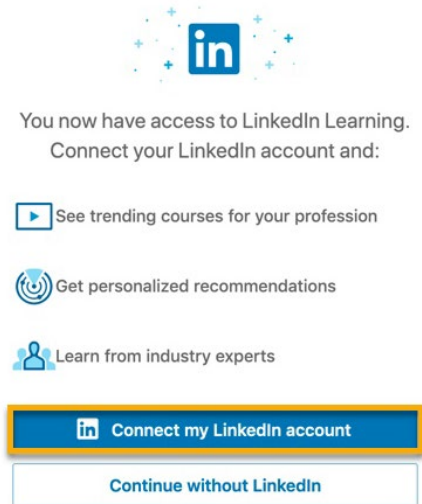 in
You now have access to LinkedIn Learning.
Connect your LinkedIn account and:
See trending courses for your profession
Get personalized recommendations
Learn from industry experts
in Connect my LinkedIn account
Continue without LinkedIn